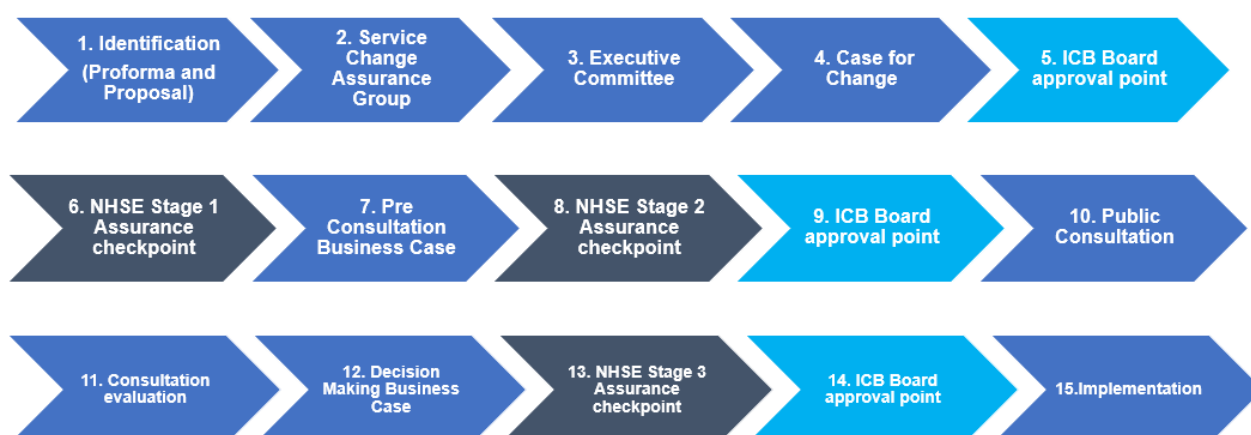 1. Identification
(Proforma and
Proposal)
2. Service
Change
Assurance
Group
3. Executive
Committee
4. Case for
Change
5. ICB Board
approval point
6. NHSE Stage 1
Assurance
checkpoint
7. Pre
Consultation
Business Case
8. NHSE Stage 2
Assurance
checkpoint
9. ICB Board
approval point
10. Public
Consultation
11. Consultation
evaluation
12. Decision
Making Business
Case
13. NHSE Stage 3
Assurance
checkpoint
14. ICB Board
approval point
15.Implementation